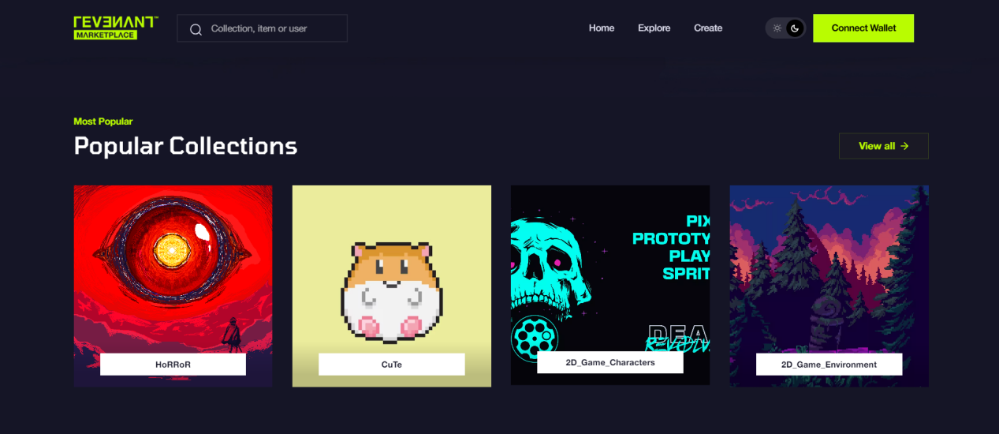 REVENANT™
MARKETPLACE
Collection, item or user
Home
Explore
Create
Connect Wallet
Most Popular
Popular Collections
View all →
PIX
PROTOTY
PLAY
SPRIT
DEA
REVOLV
HoRRoR
CuTe
2D_Game_Characters
2D_Game_Environment